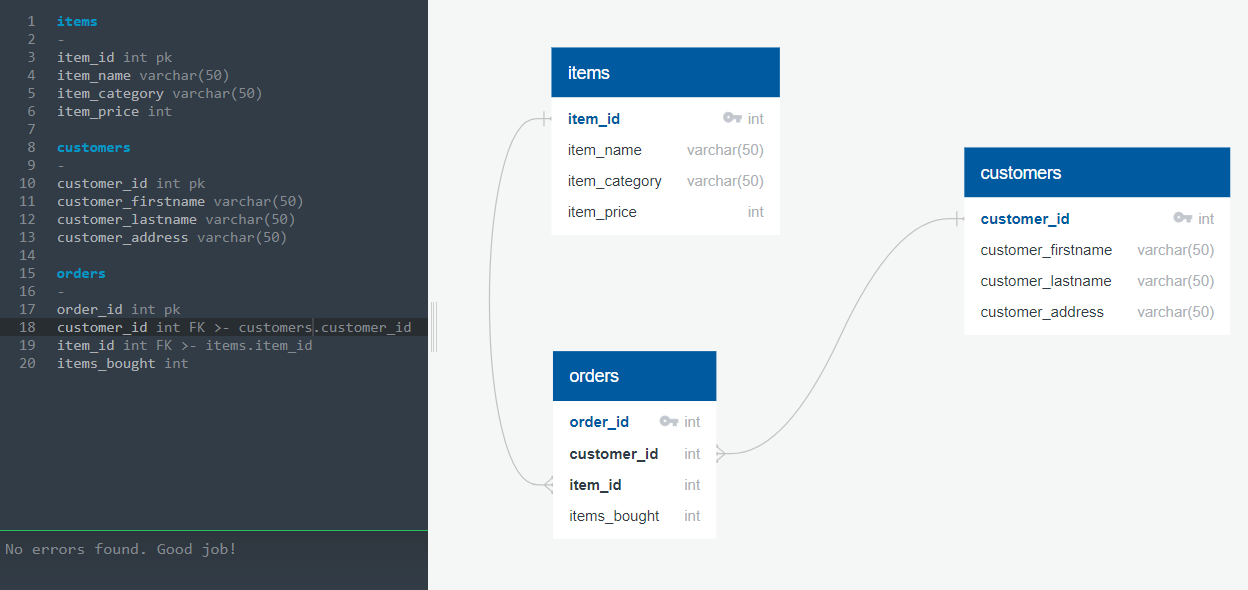 1 items
2 -
3 item_id int pk
4 item_name varchar(50)
5 item_category varchar(50)
6 item_price int
7
8 customers
9 -
10 customer_id int pk
11 customer_firstname varchar(50)
12 customer_lastname varchar(50)
13 customer_address varchar(50)
14
15 orders
16 -
17 order_id int pk
18 customer_id int FK >- customers.customer_id
19 item_id int FK >- items.item_id
20 items_bought int
No errors found. Good job!
items
item_id int
item_name varchar(50)
item_category varchar(50)
item_price int
customers
customer_id int
customer_firstname varchar(50)
customer_lastname varchar(50)
customer_address varchar(50)
orders
order_id int
customer_id int
item_id int
items_bought int